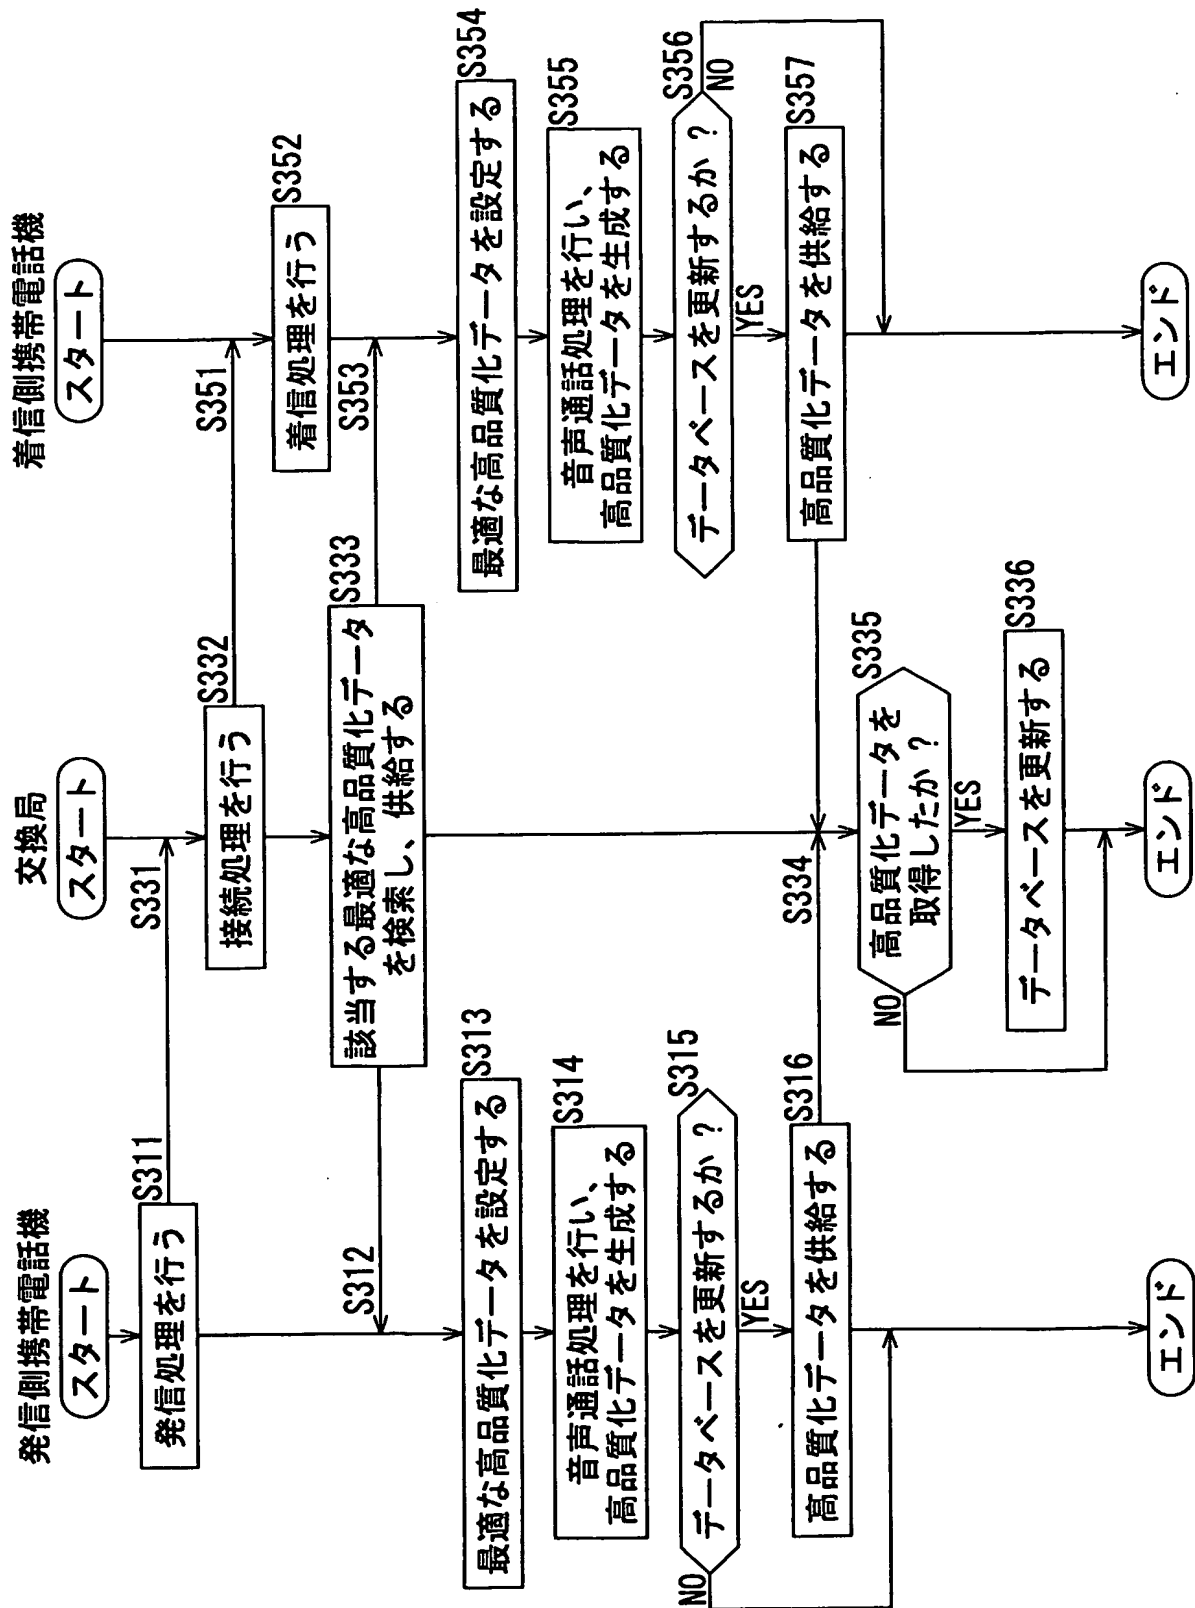 発信側携帯電話機
スタート
発信処理を行う
S311
S312
最適な高品質化データを設定する
S313
音声通話処理を行い、
高品質化データを生成する
S314
データベースを更新するか？
S315
NO
YES
高品質化データを供給する
S316
エンド
交換局
スタート
S331
接続処理を行う
S332
該当する最適な高品質化データ
を検索し、供給する
S333
S334
高品質化データを
取得したか？
S335
NO
YES
データベースを更新する
S336
エンド
着信側携帯電話機
スタート
S351
着信処理を行う
S352
S353
最適な高品質化データを設定する
S354
音声通話処理を行い、
高品質化データを生成する
S355
データベースを更新するか？
S356
NO
YES
高品質化データを供給する
S357
エンド